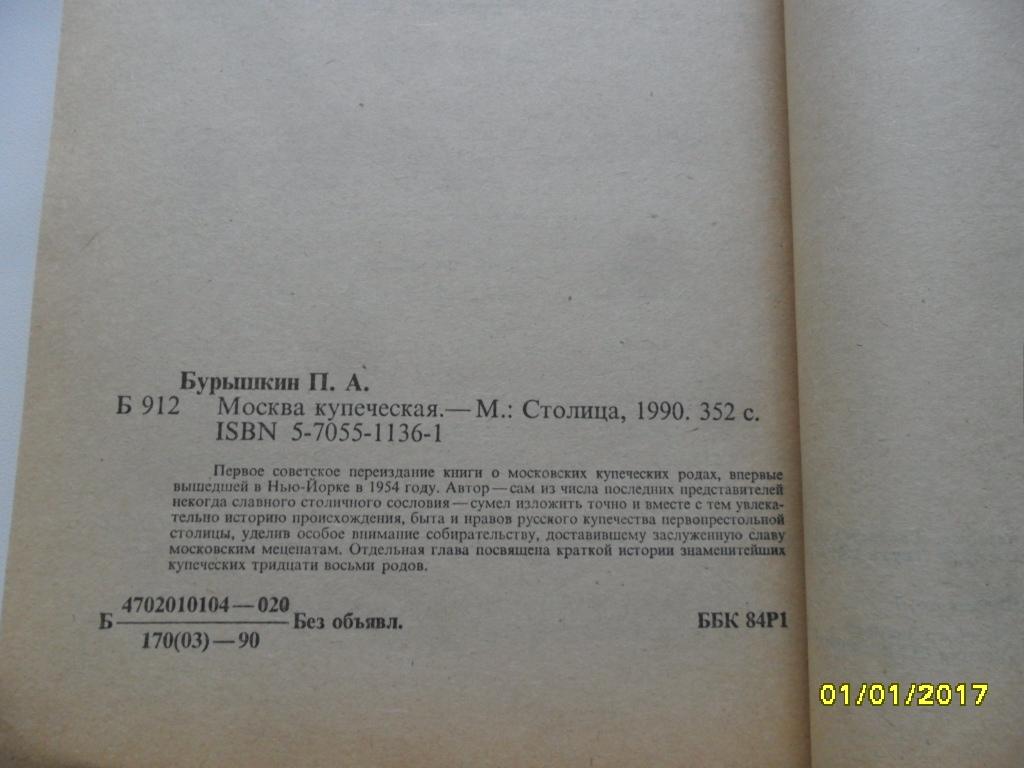 Бурышкин П. А.
Б 912 Москва купеческая.— М.: Столица, 1990. 352 с.
ISBN 5-7055-1136-1
Первое советское переиздание книги о московских купеческих родах, впервые
вышедшей в Нью-Йорке в 1954 году. Автор — сам из числа последних представителей
некогда славного столичного сословия — сумел изложить точно и вместе с тем увлека-
тельно историю происхождения, быта и нравов русского купечества первопрестольной
столицы, уделив особое внимание собирательству, доставившему заслуженную славу
московским меценатам. Отдельная глава посвящена краткой истории знаменитейших
купеческих тридцати восьми родов.
4702010104—020
Б Без объявл. ББК 84Р1
170(03)—90
01/01/2017